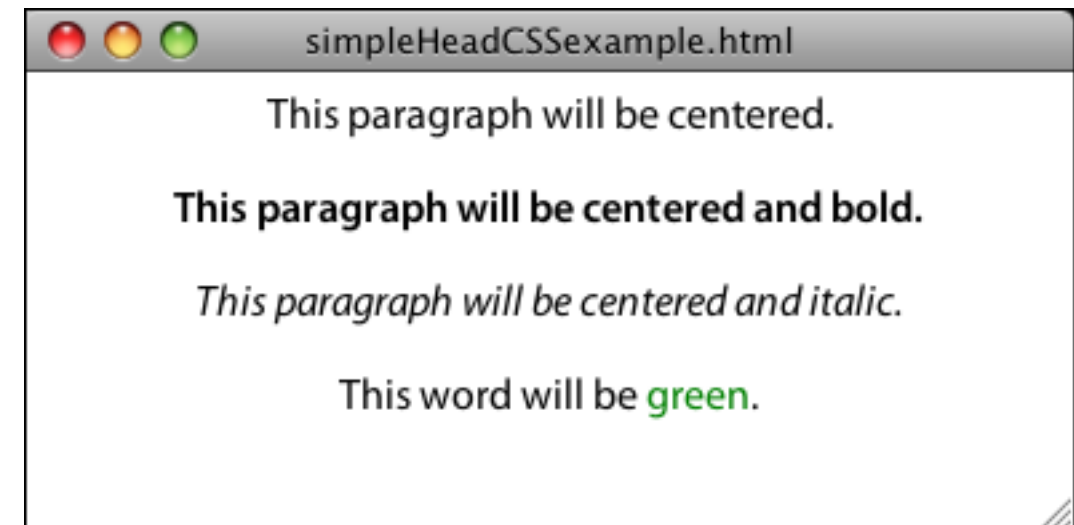 simpleHeadCSSexample.html
This paragraph will be centered.
This paragraph will be centered and bold.
This paragraph will be centered and italic.
This word will be green.